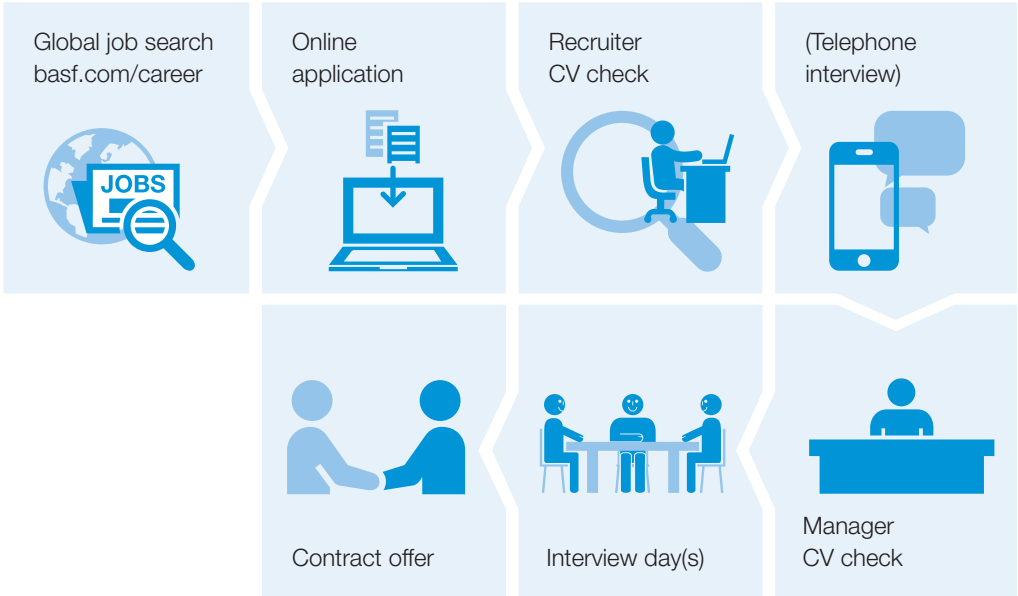 Global job search
basf.com/career
Online
application
Recruiter
CV check
(Telephone
interview)
JOBS
Contract offer
Interview day(s)
Manager
CV check